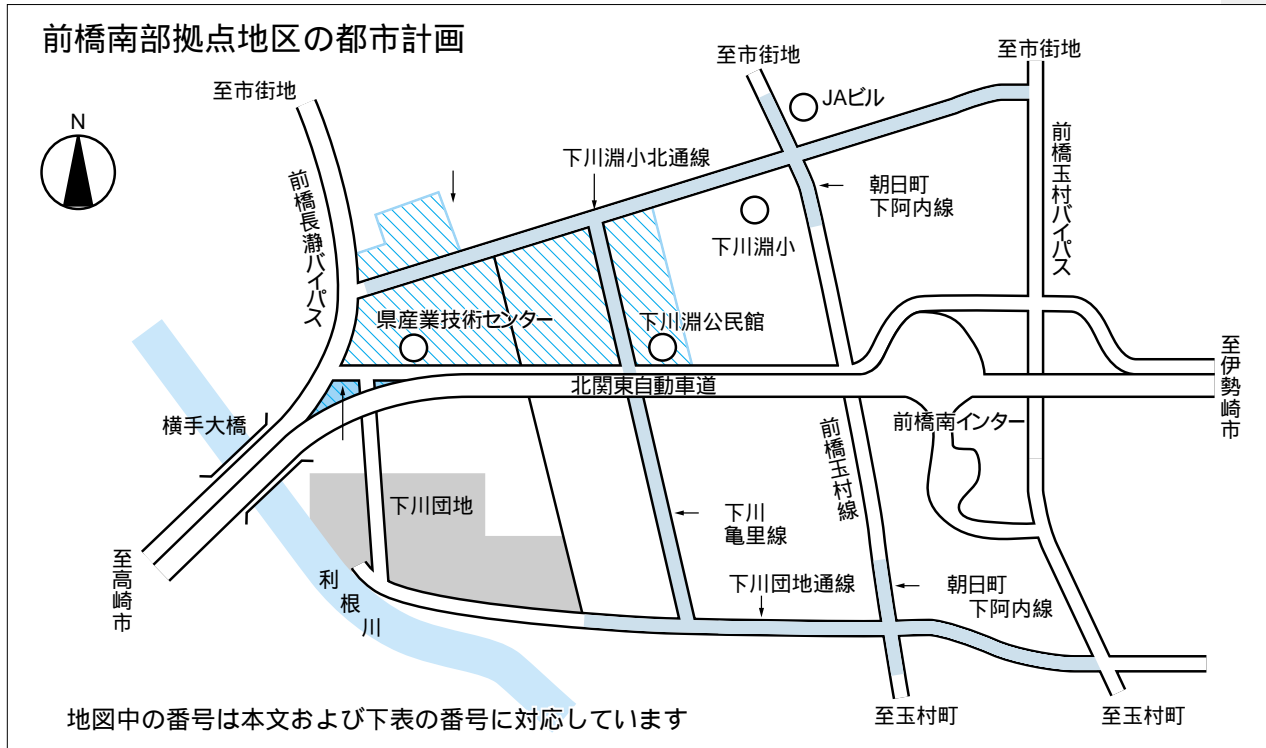 前橋南部拠点地区の都市計画
至市街地
至市街地
至市街地
N
JAビル
下川淵小北通線
前橋長瀞バイパス
朝日町
下阿内線
前橋玉村バイパス
下川淵小
県産業技術センター
下川淵公民館
至伊勢崎市
北関東自動車道
横手大橋
前橋南インター
前橋玉村線
下川団地
下川
亀里線
至高崎市
利根川
下川団地通線
朝日町
下阿内線
地図中の番号は本文および下表の番号に対応しています
至玉村町
至玉村町